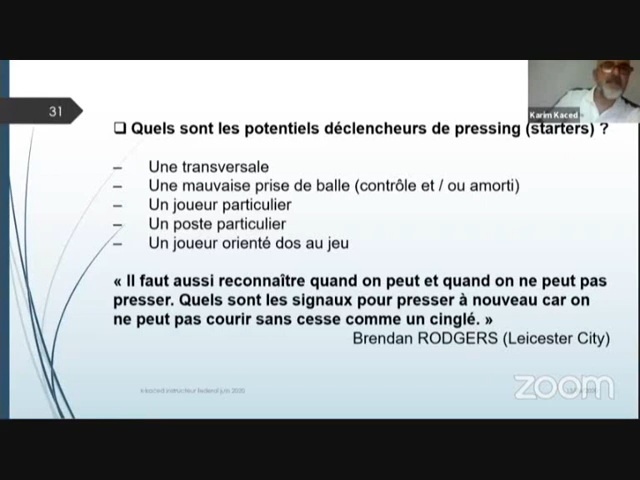 Karim Kaced
31
❑ Quels sont les potentiels déclencheurs de pressing (starters) ?
– Une transversale
– Une mauvaise prise de balle (contrôle et / ou amorti)
– Un joueur particulier
– Un poste particulier
– Un joueur orienté dos au jeu
« Il faut aussi reconnaître quand on peut et quand on ne peut pas
presser. Quels sont les signaux pour presser à nouveau car on
ne peut pas courir sans cesse comme un cinglé. »
Brendan RODGERS (Leicester City)
instructeur federal 2020
zoom